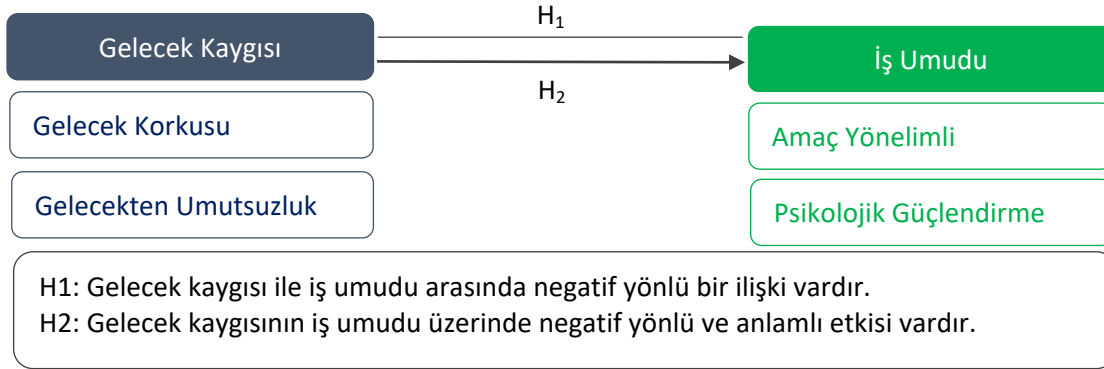 H1
Gelecek Kaygısı
İş Umudu
H2
Gelecek Korkusu
Amaç Yönelimli
Gelecekten Umutsuzluk
Psikolojik Güçlendirme
H1: Gelecek kaygısı ile iş umudu arasında negatif yönlü bir ilişki vardır.
H2: Gelecek kaygısının iş umudu üzerinde negatif yönlü ve anlamlı etkisi vardır.